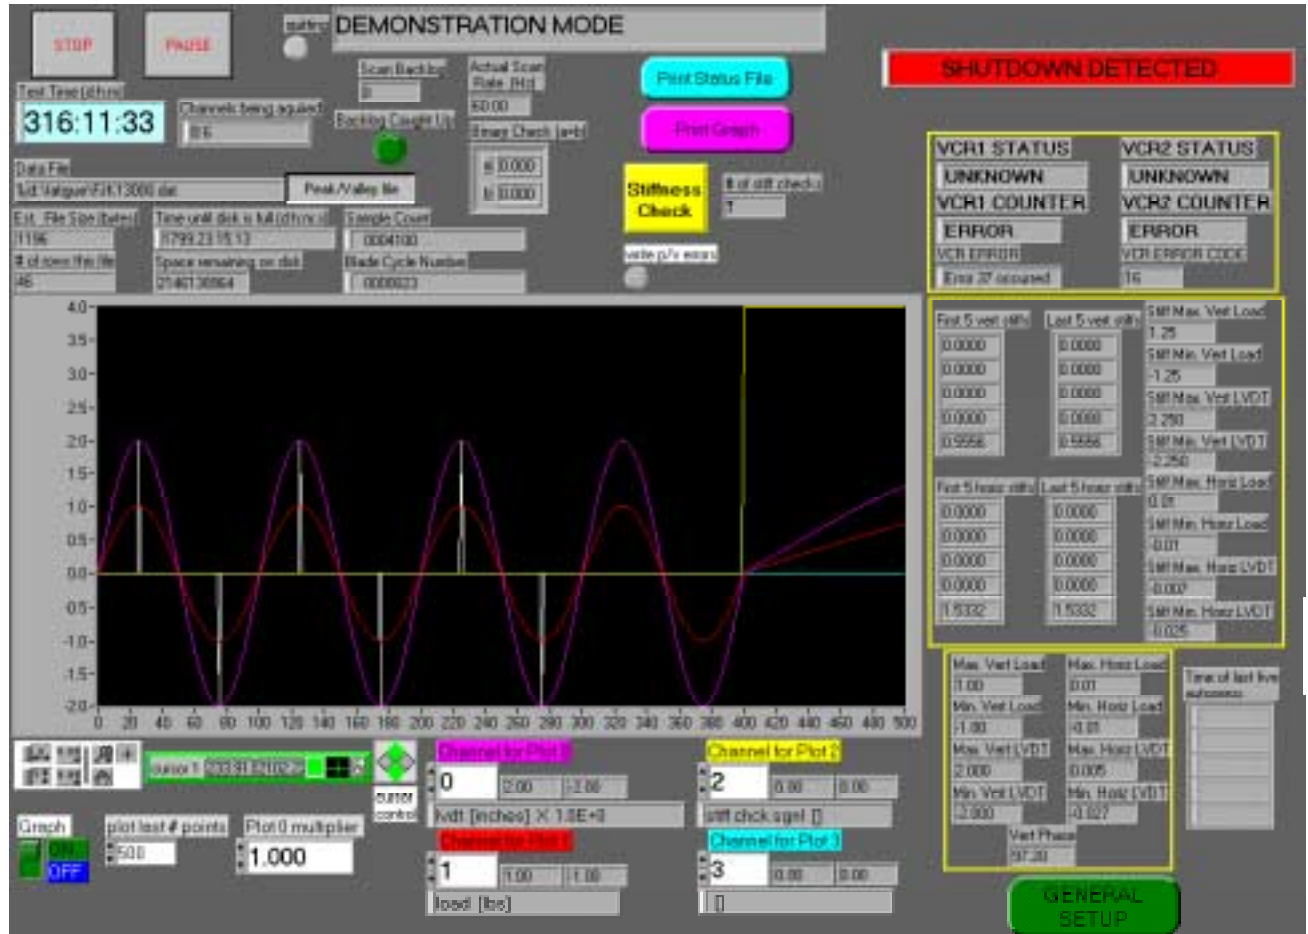 STOP
PAUSE
DEMONSTRATION MODE
SHUTDOWN DETECTED
Scan Backlog
0
Actual Scan
Rate (Hz)
60.00
Print Status File
Print Graph
Test Time (d:h:m)
316:11:33
Channels being aquired
0:6
Backlog Caught Up
Binary Check (a=b)
a 0.000
b 0.000
Data File
Peak/Valley file
Stiffness
Check
# of stiff checks
write p/v errors
Est. File Size (bytes)
1196
Sample Count
0004100
# of rows this file
46
Space remaining on disk
Blade Cycle Number
0000023
VCR1 STATUS
UNKNOWN
VCR1 COUNTER
ERROR
VCR ERROR
Error 37 occured
VCR2 STATUS
UNKNOWN
VCR2 COUNTER
ERROR
VCR ERROR CODE
16
4.0
3.5
3.0
2.5
2.0
1.5
1.0
0.5
0.0
-0.5
-1.0
-1.5
-2.0
0 20 40 60 80 100 120 140 160 180 200 220 240 260 280 300 320 340 360 380 400 420 440 460 480 500
First 5 vert stiffs
0.0000
0.0000
0.0000
0.0000
0.5556
Last 5 vert stiffs
0.0000
0.0000
0.0000
0.0000
0.5556
First 5 horiz stiffs
0.0000
0.0000
0.0000
0.0000
1.5332
Last 5 horiz stiffs
0.0000
0.0000
0.0000
0.0000
1.5332
Stiff Max. Vert Load
1.25
Stiff Min. Vert Load
-1.25
Stiff Max. Vert LVDT
2.250
Stiff Min. Vert LVDT
-2.250
Stiff Max. Horiz Load
0.01
Stiff Min. Horiz Load
-0.01
Stiff Max. Horiz LVDT
-0.007
Stiff Min. Horiz LVDT
-0.025
Max. Vert Load
1.00
Min. Vert Load
-1.00
Max. Vert LVDT
2.000
Min. Vert LVDT
-2.000
Max. Horiz Load
0.01
Min. Horiz Load
-0.01
Max. Horiz LVDT
0.005
Min. Horiz LVDT
-0.027
Vert Phase
97.20
Time of last five
GENERAL
SETUP
cursor 1
cursor
control
Graph
ON
OFF
plot last # points
500
Plot 0 multiplier
1.000
Channel for Plot 0
0 2.00 -2.00
lvdt [inches] X 1.0E+0
Channel for Plot 1
1 1.00 -1.00
load [lbs]
Channel for Plot 2
2 0.00 0.00
stiff chck sgnl []
Channel for Plot 3
3 0.00 0.00
[]